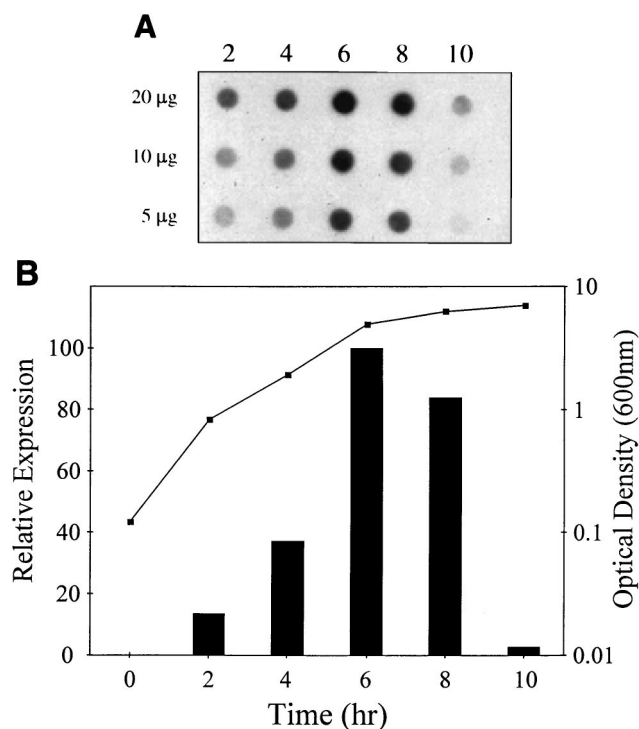 A
2 4 6 8 10
20 µg
10 µg
5 µg
B
Relative Expression
100
80
60
40
20
0
10
1
0.1
0.01
Optical Density (600nm)
0 2 4 6 8 10
Time (hr)